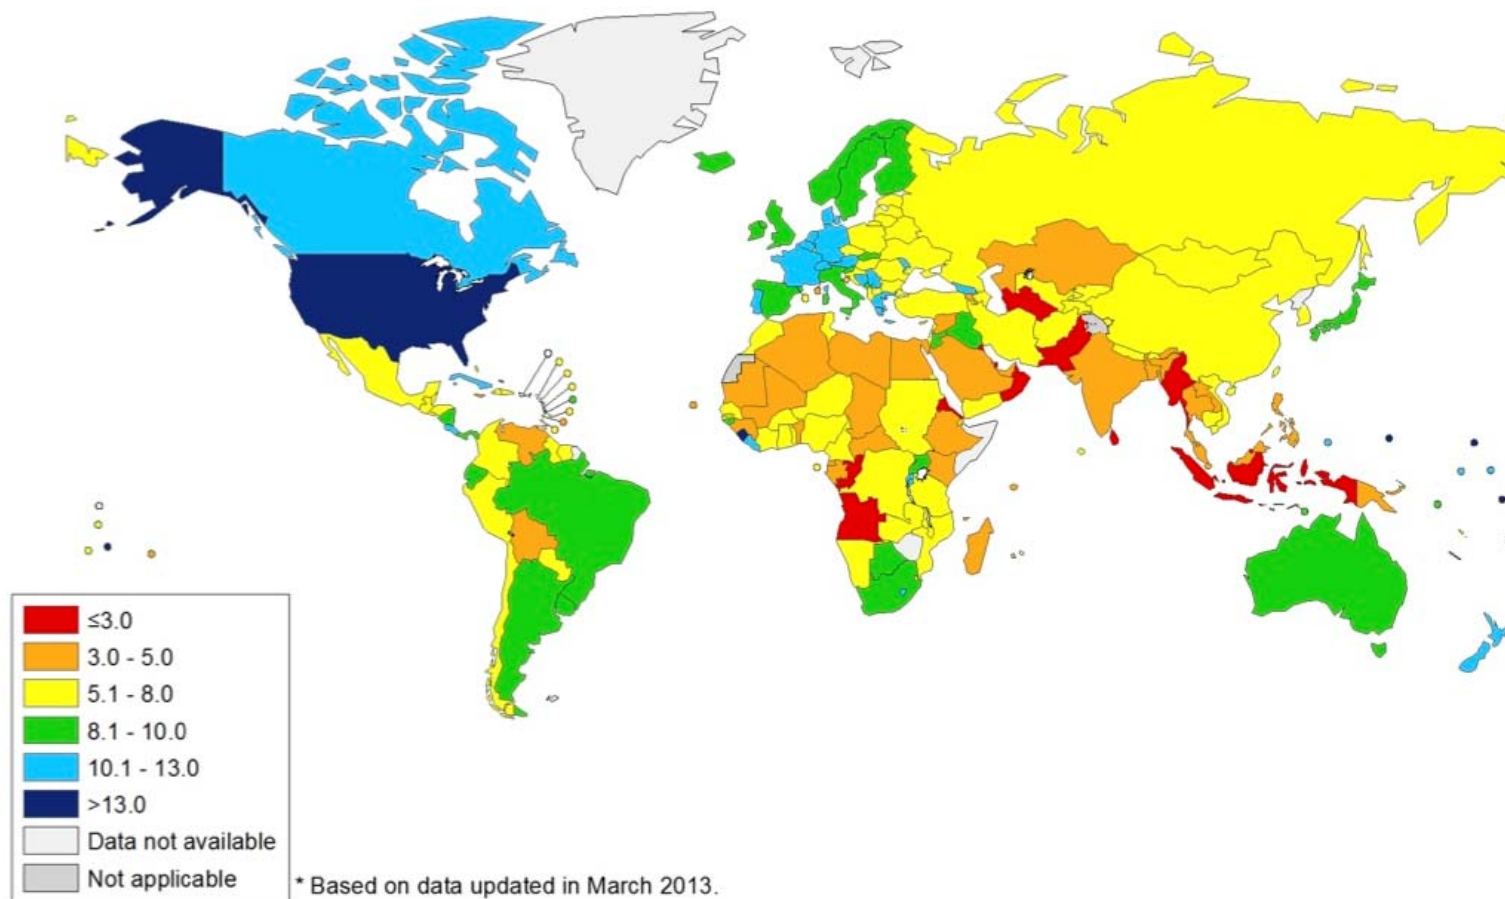 ≤3.0
3.0 - 5.0
5.1 - 8.0
8.1 - 10.0
10.1 - 13.0
>13.0
Data not available
Not applicable
* Based on data updated in March 2013.